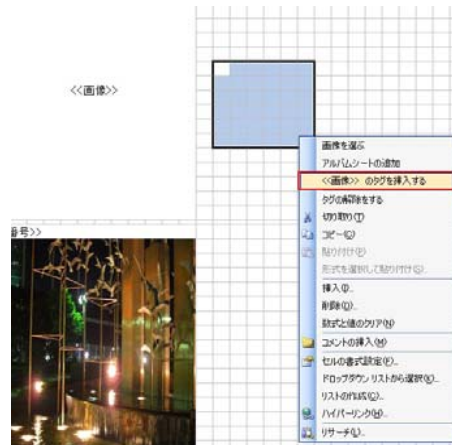 <<画像>>
番号>>
画像を選ぶ
アルバムシートの追加
<<画像>> のタグを挿入する
タグの解除をする
切り取り(T)
コピー(C)
貼り付け(P)
形式を選択して貼り付け(S)...
挿入(I)...
削除(D)...
数式と値のクリア(N)
コメントの挿入(M)
セルの書式設定(F)...
ドロップダウン リストから選択(K)...
リストの作成(C)...
ハイパーリンク(H)...
リサーチ(L)...